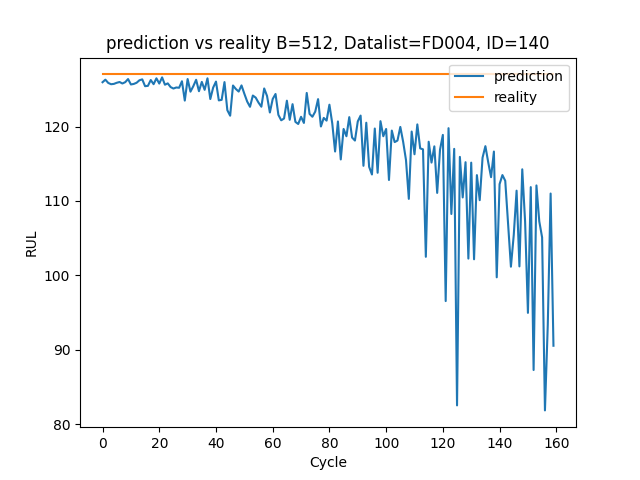 prediction vs reality B=512, Datalist=FD004, ID=140
prediction
reality
RUL
120
110
100
90
80
0 20 40 60 80 100 120 140 160
Cycle